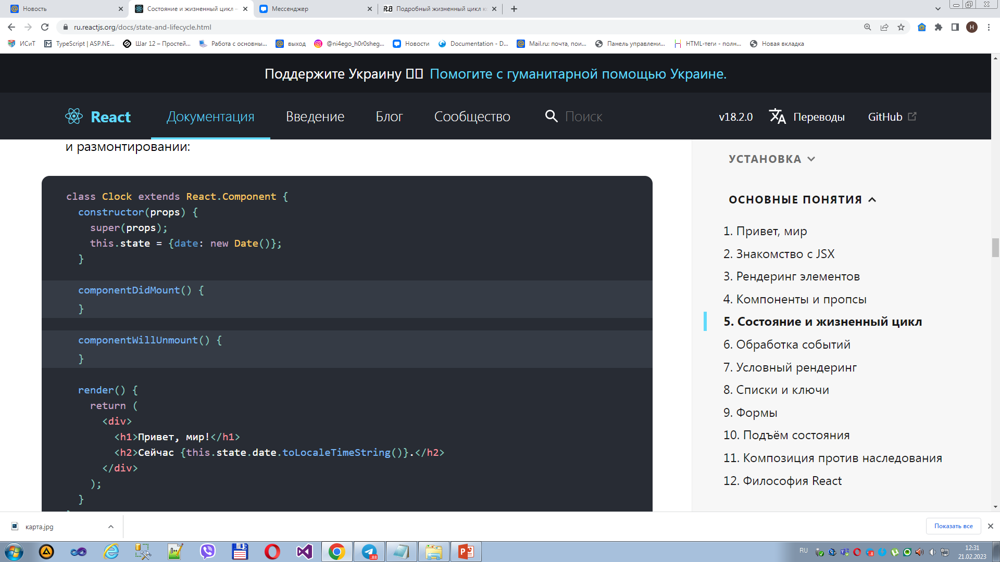 Новость
Состояние и жизненный цикл –
Мессенджер
Подробный жизненный цикл к
ru.reactjs.org/docs/state-and-lifecycle.html
Н
ИСиТ
TypeScript | ASP.NE...
Шаг 12 – Простей...
Работа с основны...
выход
@ni4ego_h0r0sheg...
Новости
Documentation - D...
Mail.ru: почта, пои...
Панель управлени...
HTML-теги - полн...
Новая вкладка
Поддержите Украину Помогите с гуманитарной помощью Украине.
React
Документация
Введение
Блог
Сообщество
Поиск
v18.2.0
Переводы
GitHub
и размонтировании:
class Clock extends React.Component {
constructor(props) {
super(props);
this.state = {date: new Date()};
}
componentDidMount() {
}
componentWillUnmount() {
}
render() {
return (
<div>
<h1>Привет, мир!</h1>
<h2>Сейчас {this.state.date.toLocaleTimeString()}.</h2>
</div>
);
}
УСТАНОВКА
ОСНОВНЫЕ ПОНЯТИЯ
1. Привет, мир
2. Знакомство с JSX
3. Рендеринг элементов
4. Компоненты и пропсы
5. Состояние и жизненный цикл
6. Обработка событий
7. Условный рендеринг
8. Списки и ключи
9. Формы
10. Подъём состояния
11. Композиция против наследования
12. Философия React
карта.jpg
Показать все
RU
12:31
21.02.2023